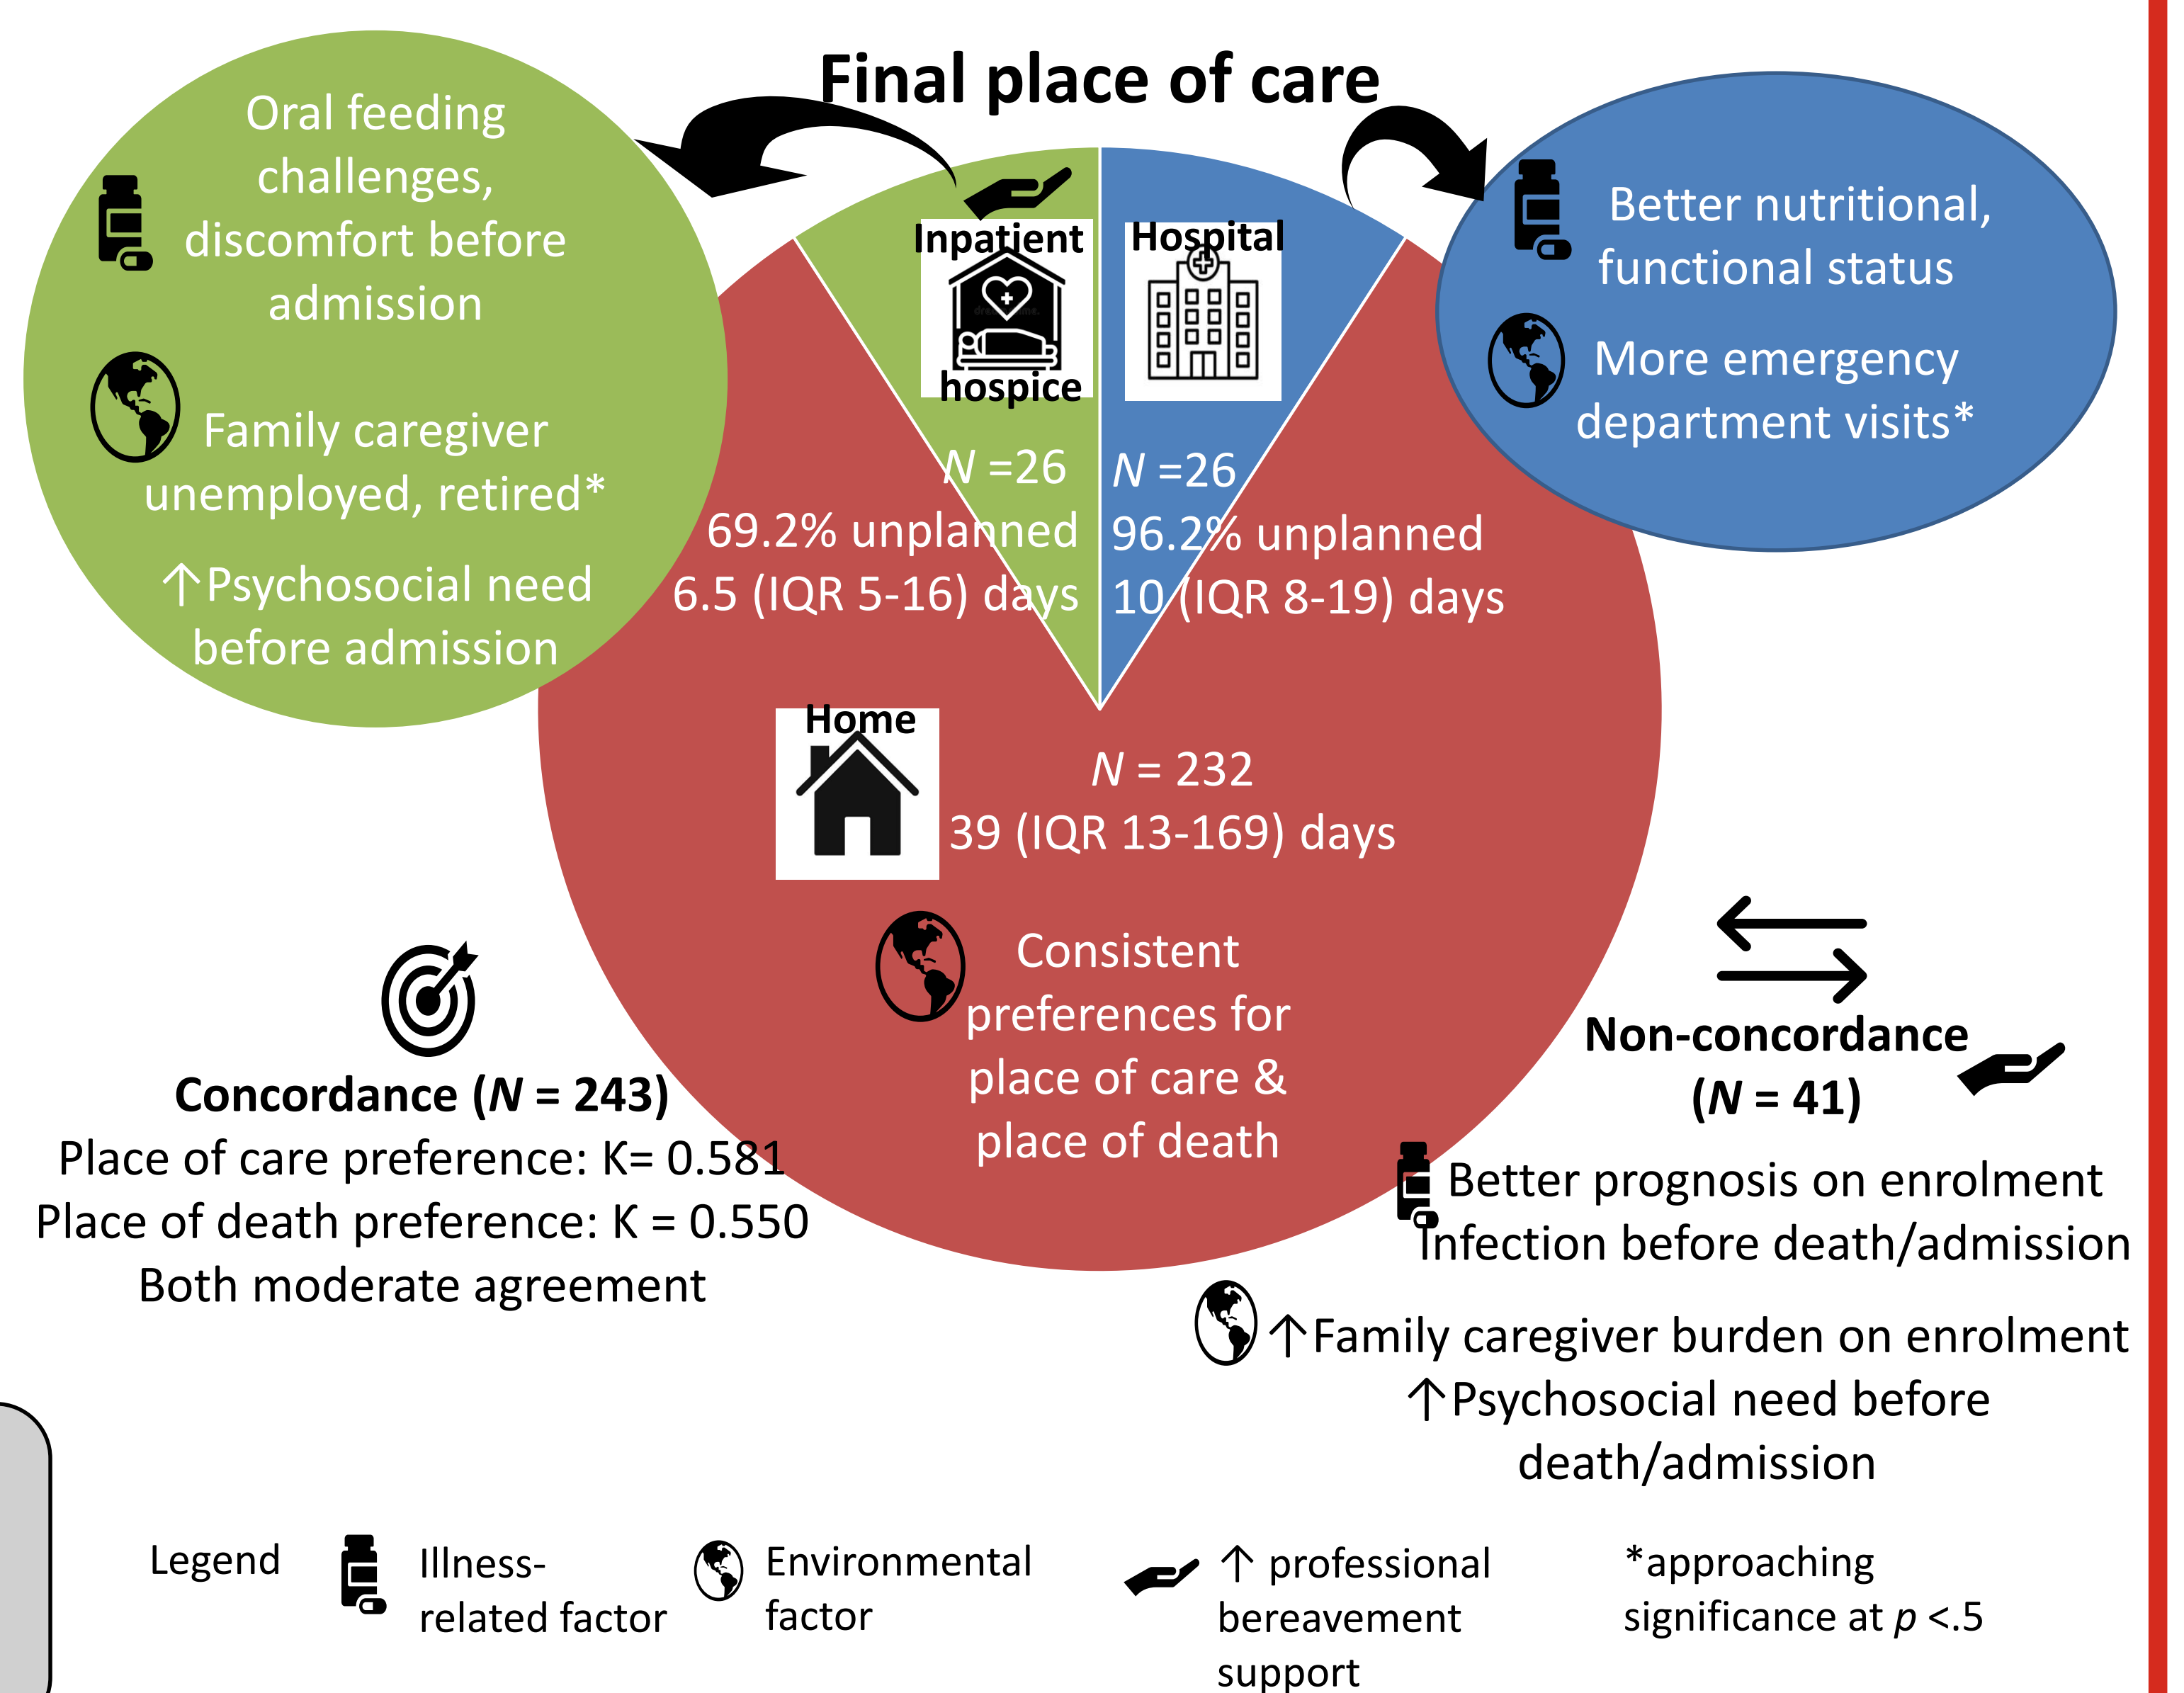 Final place of care
Oral feeding
challenges,
discomfort before
admission
Family caregiver
unemployed, retired*
↑Psychosocial need
before admission
Inpatient
hospice
N =26
69.2% unplanned
6.5 (IQR 5-16) days
Hospital
N =26
96.2% unplanned
10 (IQR 8-19) days
Better nutritional,
functional status
More emergency
department visits*
Home
N = 232
39 (IQR 13-169) days
Consistent
preferences for
place of care &
place of death
Concordance (N = 243)
Place of care preference: K= 0.581
Place of death preference: K = 0.550
Both moderate agreement
Non-concordance
(N = 41)
Better prognosis on enrolment
Infection before death/admission
↑Family caregiver burden on enrolment
↑Psychosocial need before
death/admission
Legend
Illness-
related factor
Environmental
factor
↑ professional
bereavement
support
*approaching
significance at p <.5